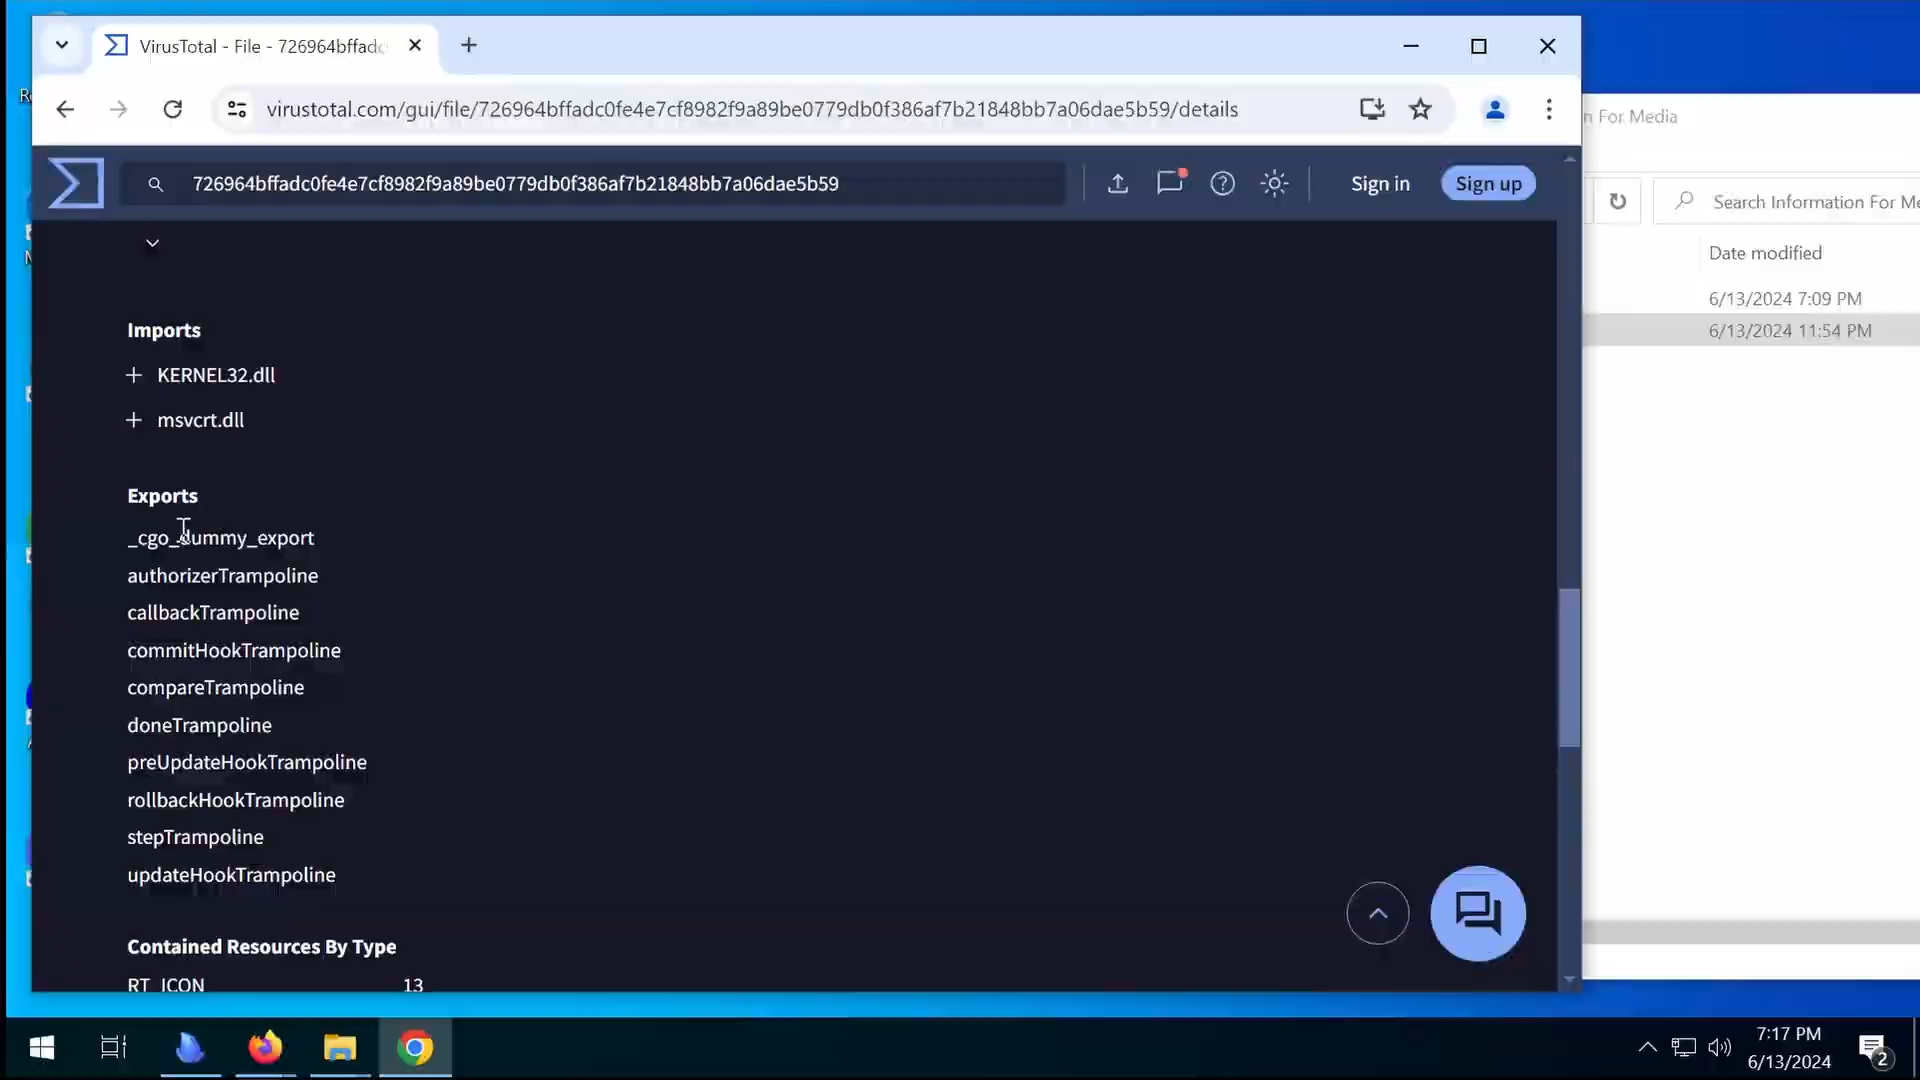 VirusTotal - File - 726964bffadc
virustotal.com/gui/file/726964bffadc0fe4e7cf8982f9a89be0779db0f386af7b21848bb7a06dae5b59/details
n For Media
726964bffadc0fe4e7cf8982f9a89be0779db0f386af7b21848bb7a06dae5b59
Sign in
Sign up
Search Information For Me
Date modified
6/13/2024 7:09 PM
6/13/2024 11:54 PM
Imports
KERNEL32.dll
msvcrt.dll
Exports
_cgo_dummy_export
authorizerTrampoline
callbackTrampoline
commitHookTrampoline
compareTrampoline
doneTrampoline
preUpdateHookTrampoline
rollbackHookTrampoline
stepTrampoline
updateHookTrampoline
Contained Resources By Type
RT_ICON 13
7:17 PM
6/13/2024
2